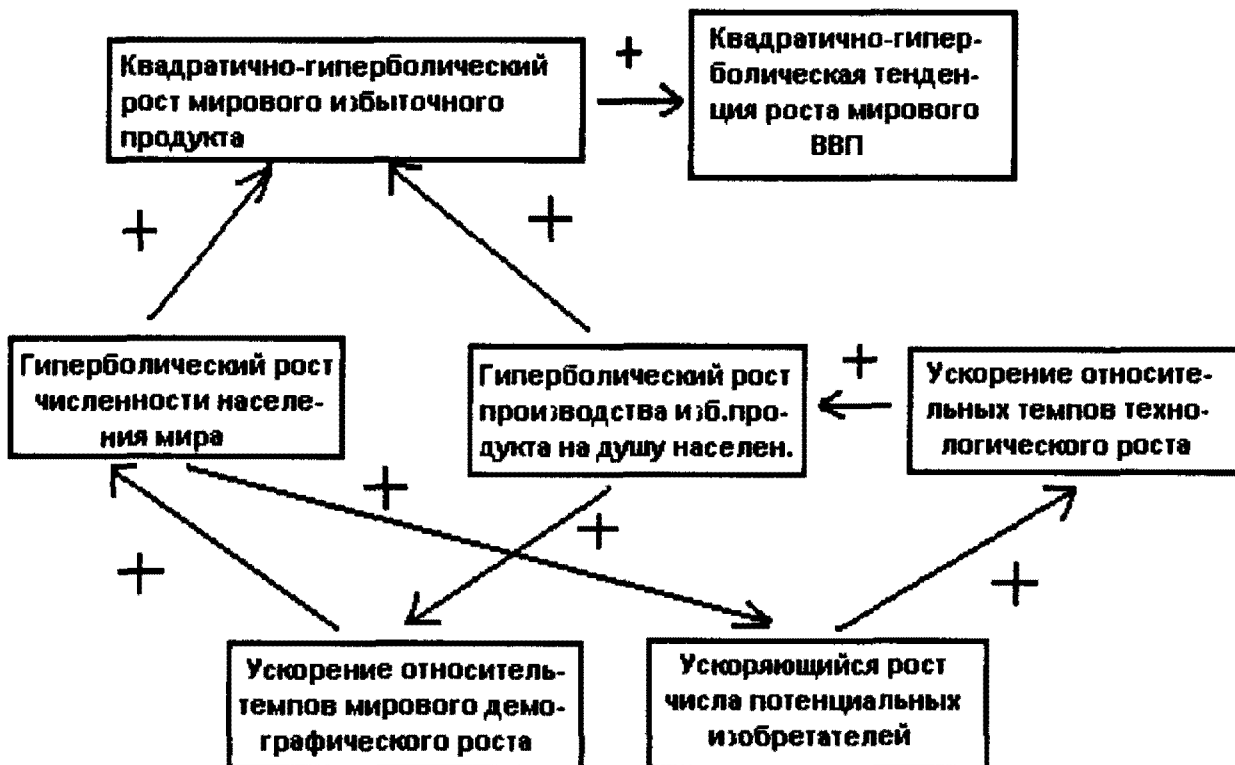 Квадратично-гиперболический
рост мирового избыточного
продукта
+
Квадратично-гипер-
болическая тенден-
ция роста мирового
ВВП
+
+
Гиперболический рост
численности населе-
ния мира
Гиперболический рост
производства изб.про-
дукта на душу населен.
+
Ускорение относите-
льных темпов техно-
логического роста
+
+
+
+
Ускорение относитель-
темпов мирового демо-
графического роста
Ускоряющийся рост
числа потенциальных
изобретателей